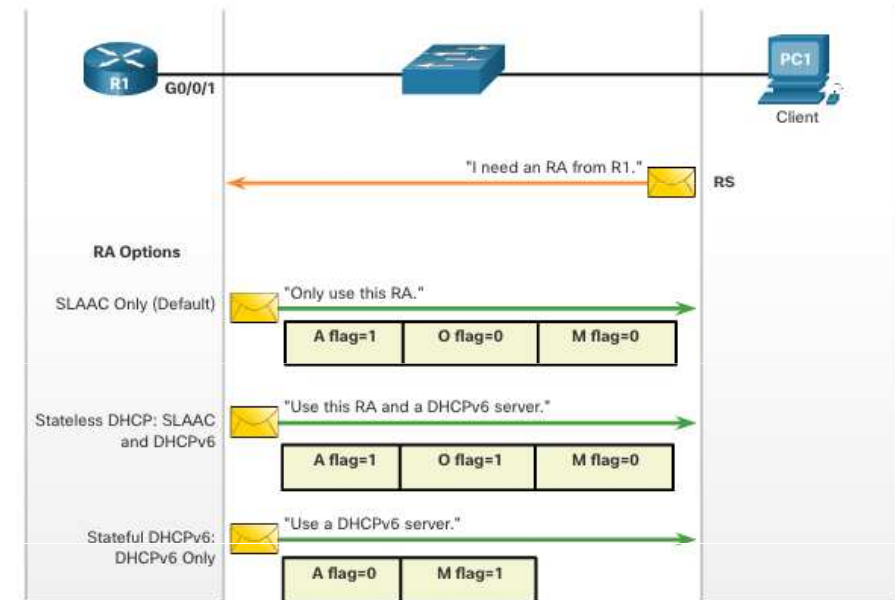 R1
G0/0/1
PC1
Client
"I need an RA from R1."
RS
RA Options
SLAAC Only (Default)
"Only use this RA."
A flag=1 O flag=0 M flag=0
Stateless DHCP: SLAAC
and DHCPv6
"Use this RA and a DHCPv6 server."
A flag=1 O flag=1 M flag=0
Stateful DHCPv6:
DHCPv6 Only
"Use a DHCPv6 server."
A flag=0 M flag=1